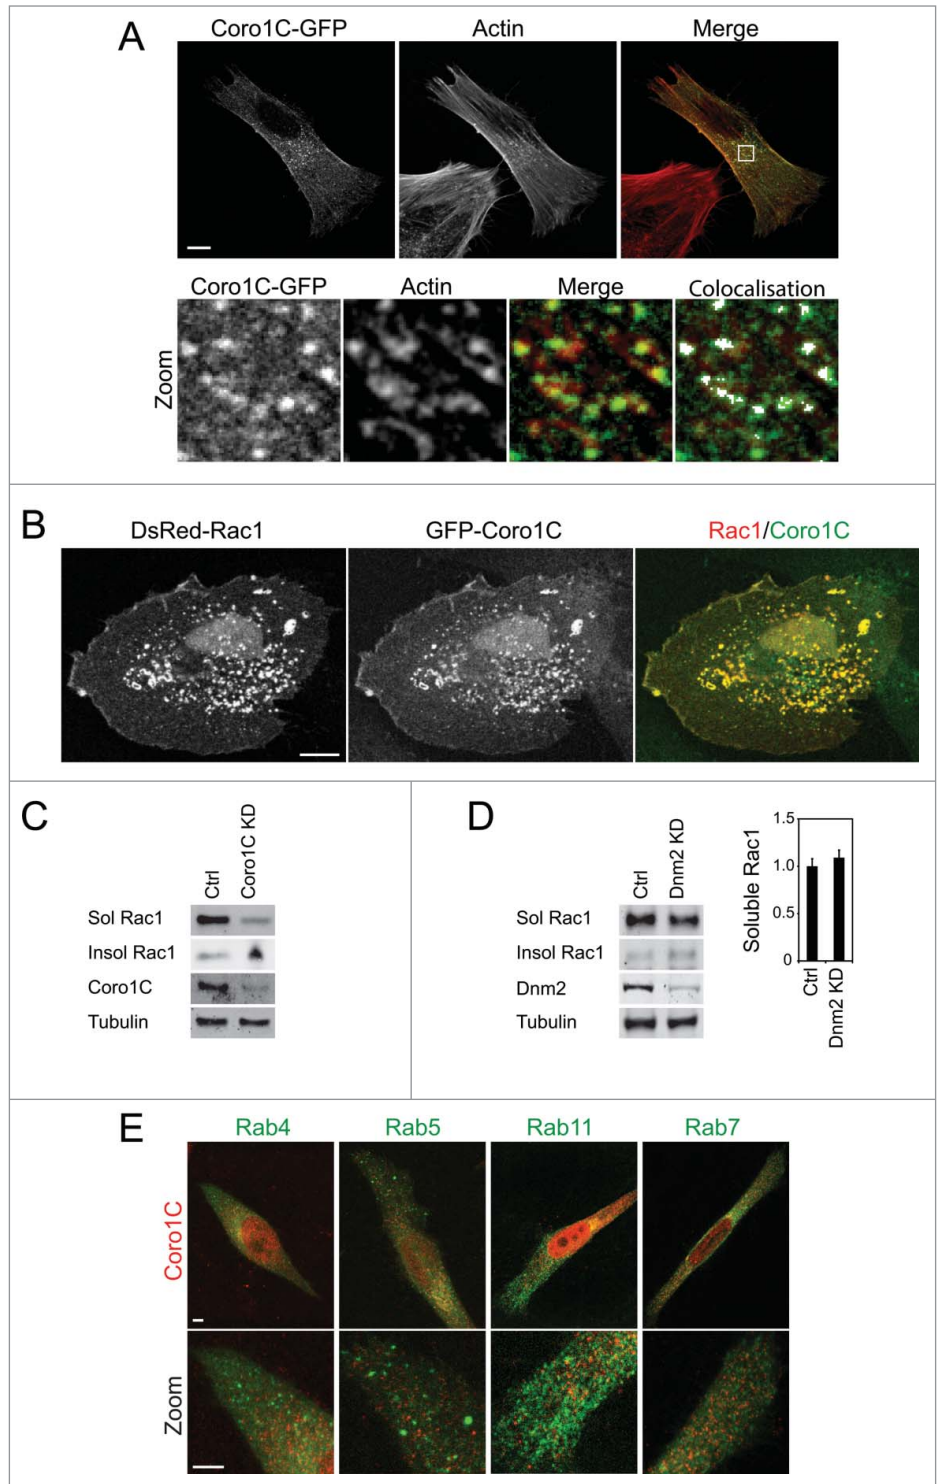 A
Coro1C-GFP Actin Merge
Coro1C-GFP Actin Merge Colocalisation
Zoom
B
DsRed-Rac1 GFP-Coro1C Rac1/Coro1C
C
Ctrl Coro1C KD
Sol Rac1
Insol Rac1
Coro1C
Tubulin
D
Ctrl Dnm2 KD
Sol Rac1
Insol Rac1
Dnm2
Tubulin
Soluble Rac1
1.5
1.0
0.5
0
Ctrl Dnm2 KD
E
Rab4 Rab5 Rab11 Rab7
Coro1C
Zoom